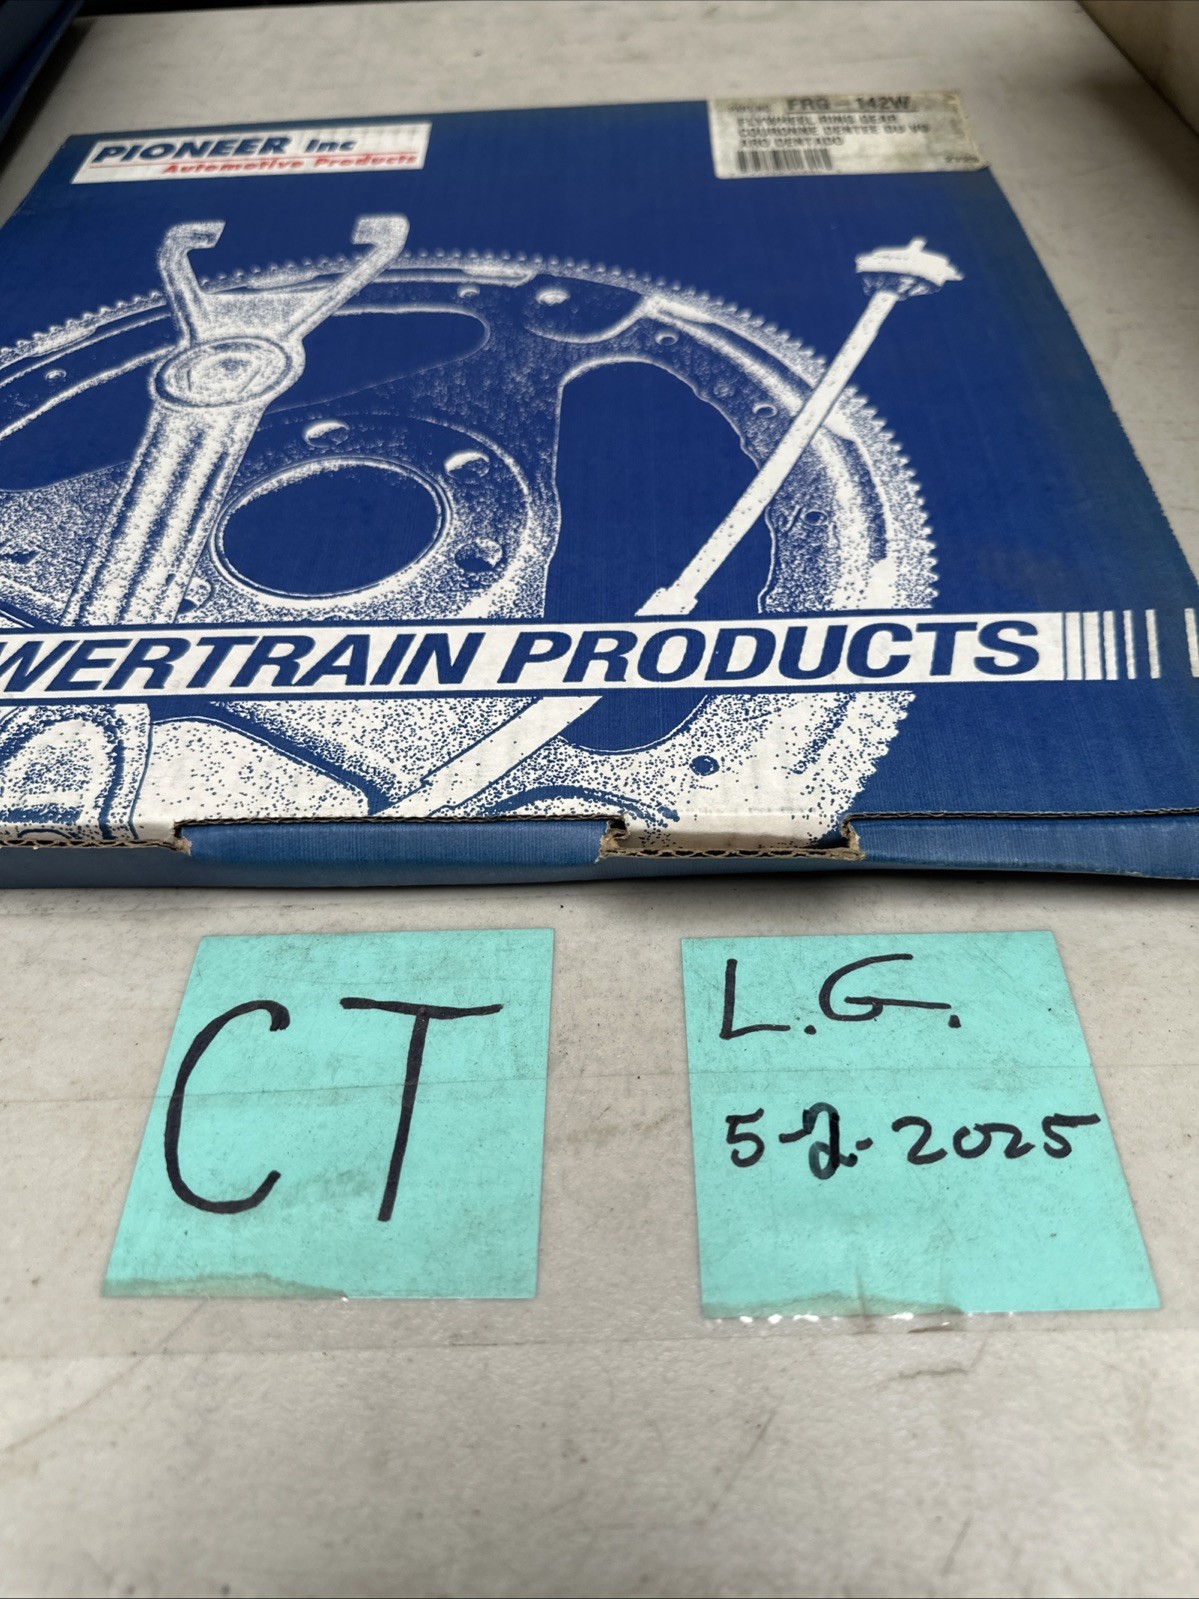 PIONEER Inc
Automotive Products
FRG-142W
FLYWHEEL RING GEAR
COURONNE DENTEE DU VO
ARO DENTADO
WERTRAIN PRODUCTS
CT
L.G.
5-2-2025